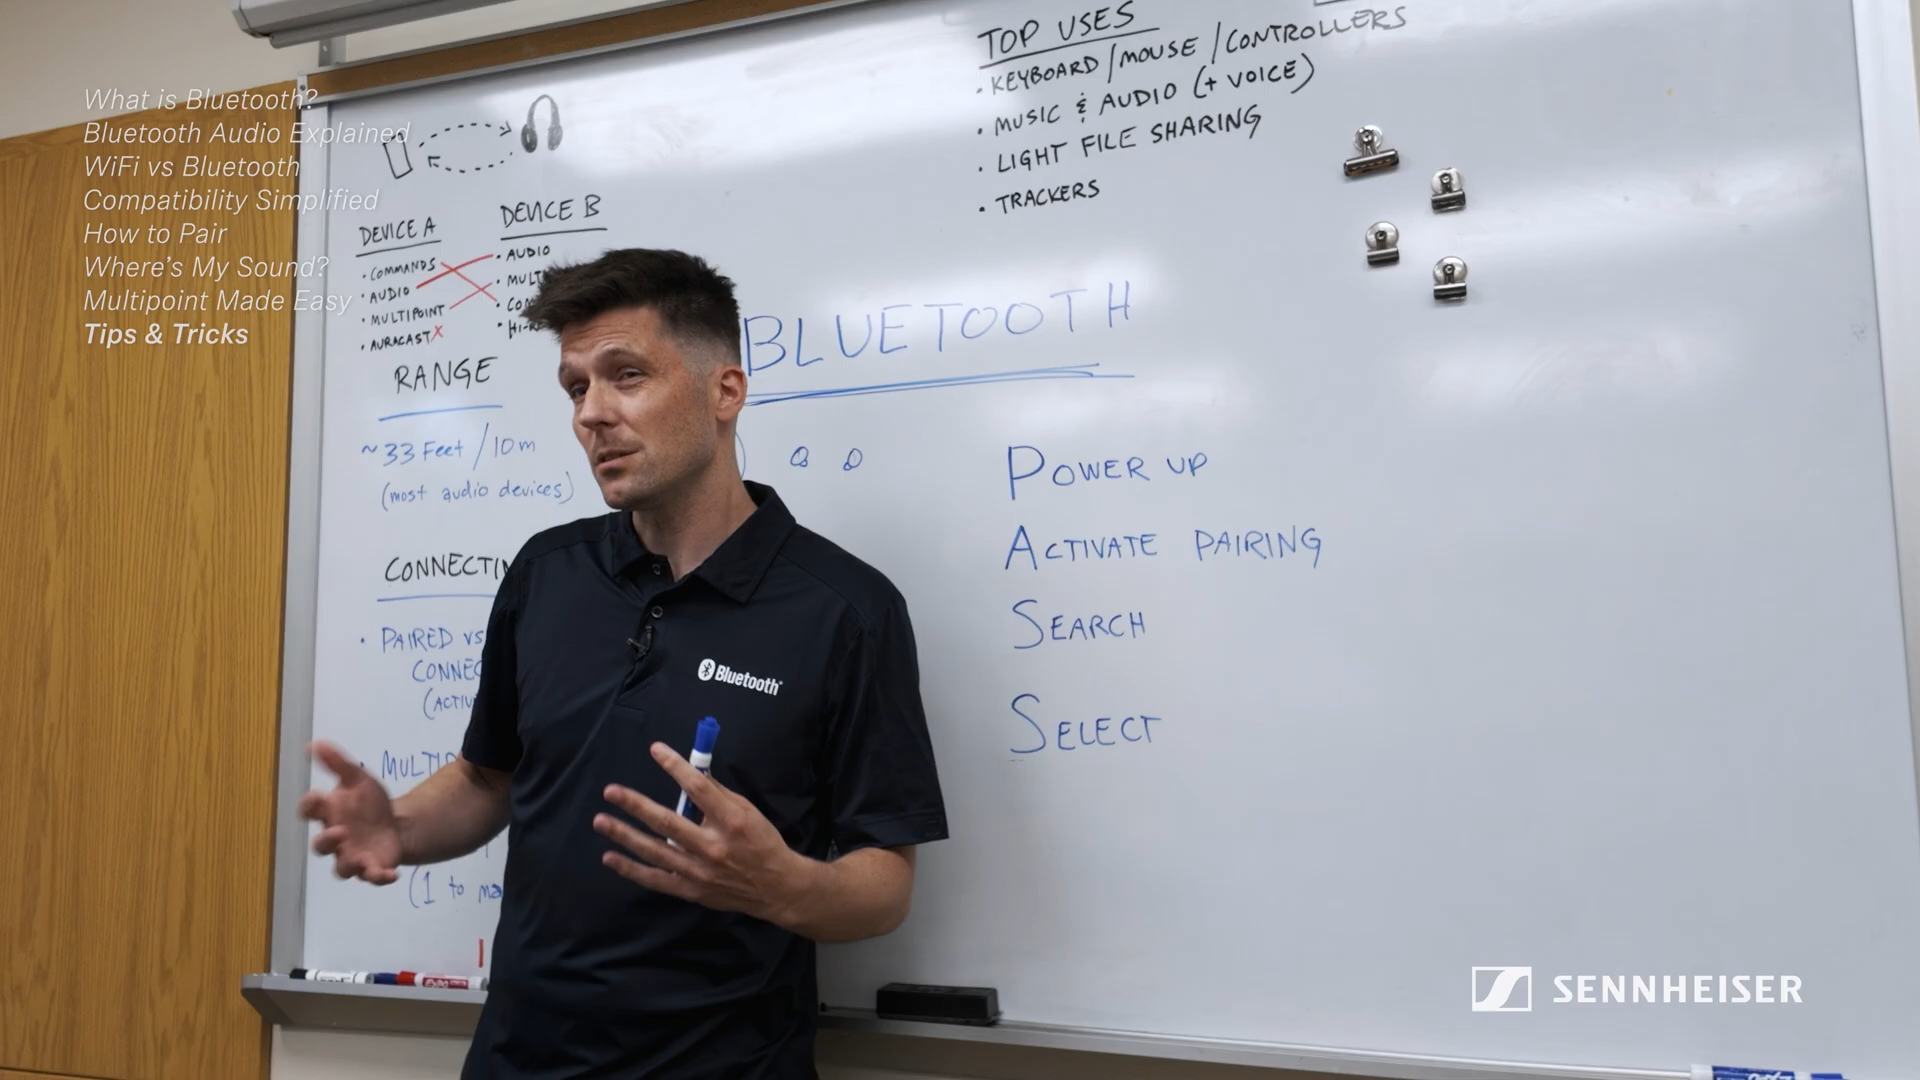 What is Bluetooth?
Bluetooth Audio Explained
WiFi vs Bluetooth
Compatibility Simplified
How to Pair
Where's My Sound?
Multipoint Made Easy
Tips & Tricks
DEVICE A
• COMMANDS
• AUDIO
• MULTIPOINT
• AURACAST X
DEVICE B
• AUDIO
RANGE
~33 Feet / 10m
(most audio devices)
• PAIRED VS
(1 to
TOP USES
• KEYBOARD / MOUSE / CONTROLLERS
• MUSIC & AUDIO (+ VOICE)
• LIGHT FILE SHARING
• TRACKERS
BLUETOOTH
POWER UP
ACTIVATE PAIRING
SEARCH
SELECT
Bluetooth
SENNHEISER